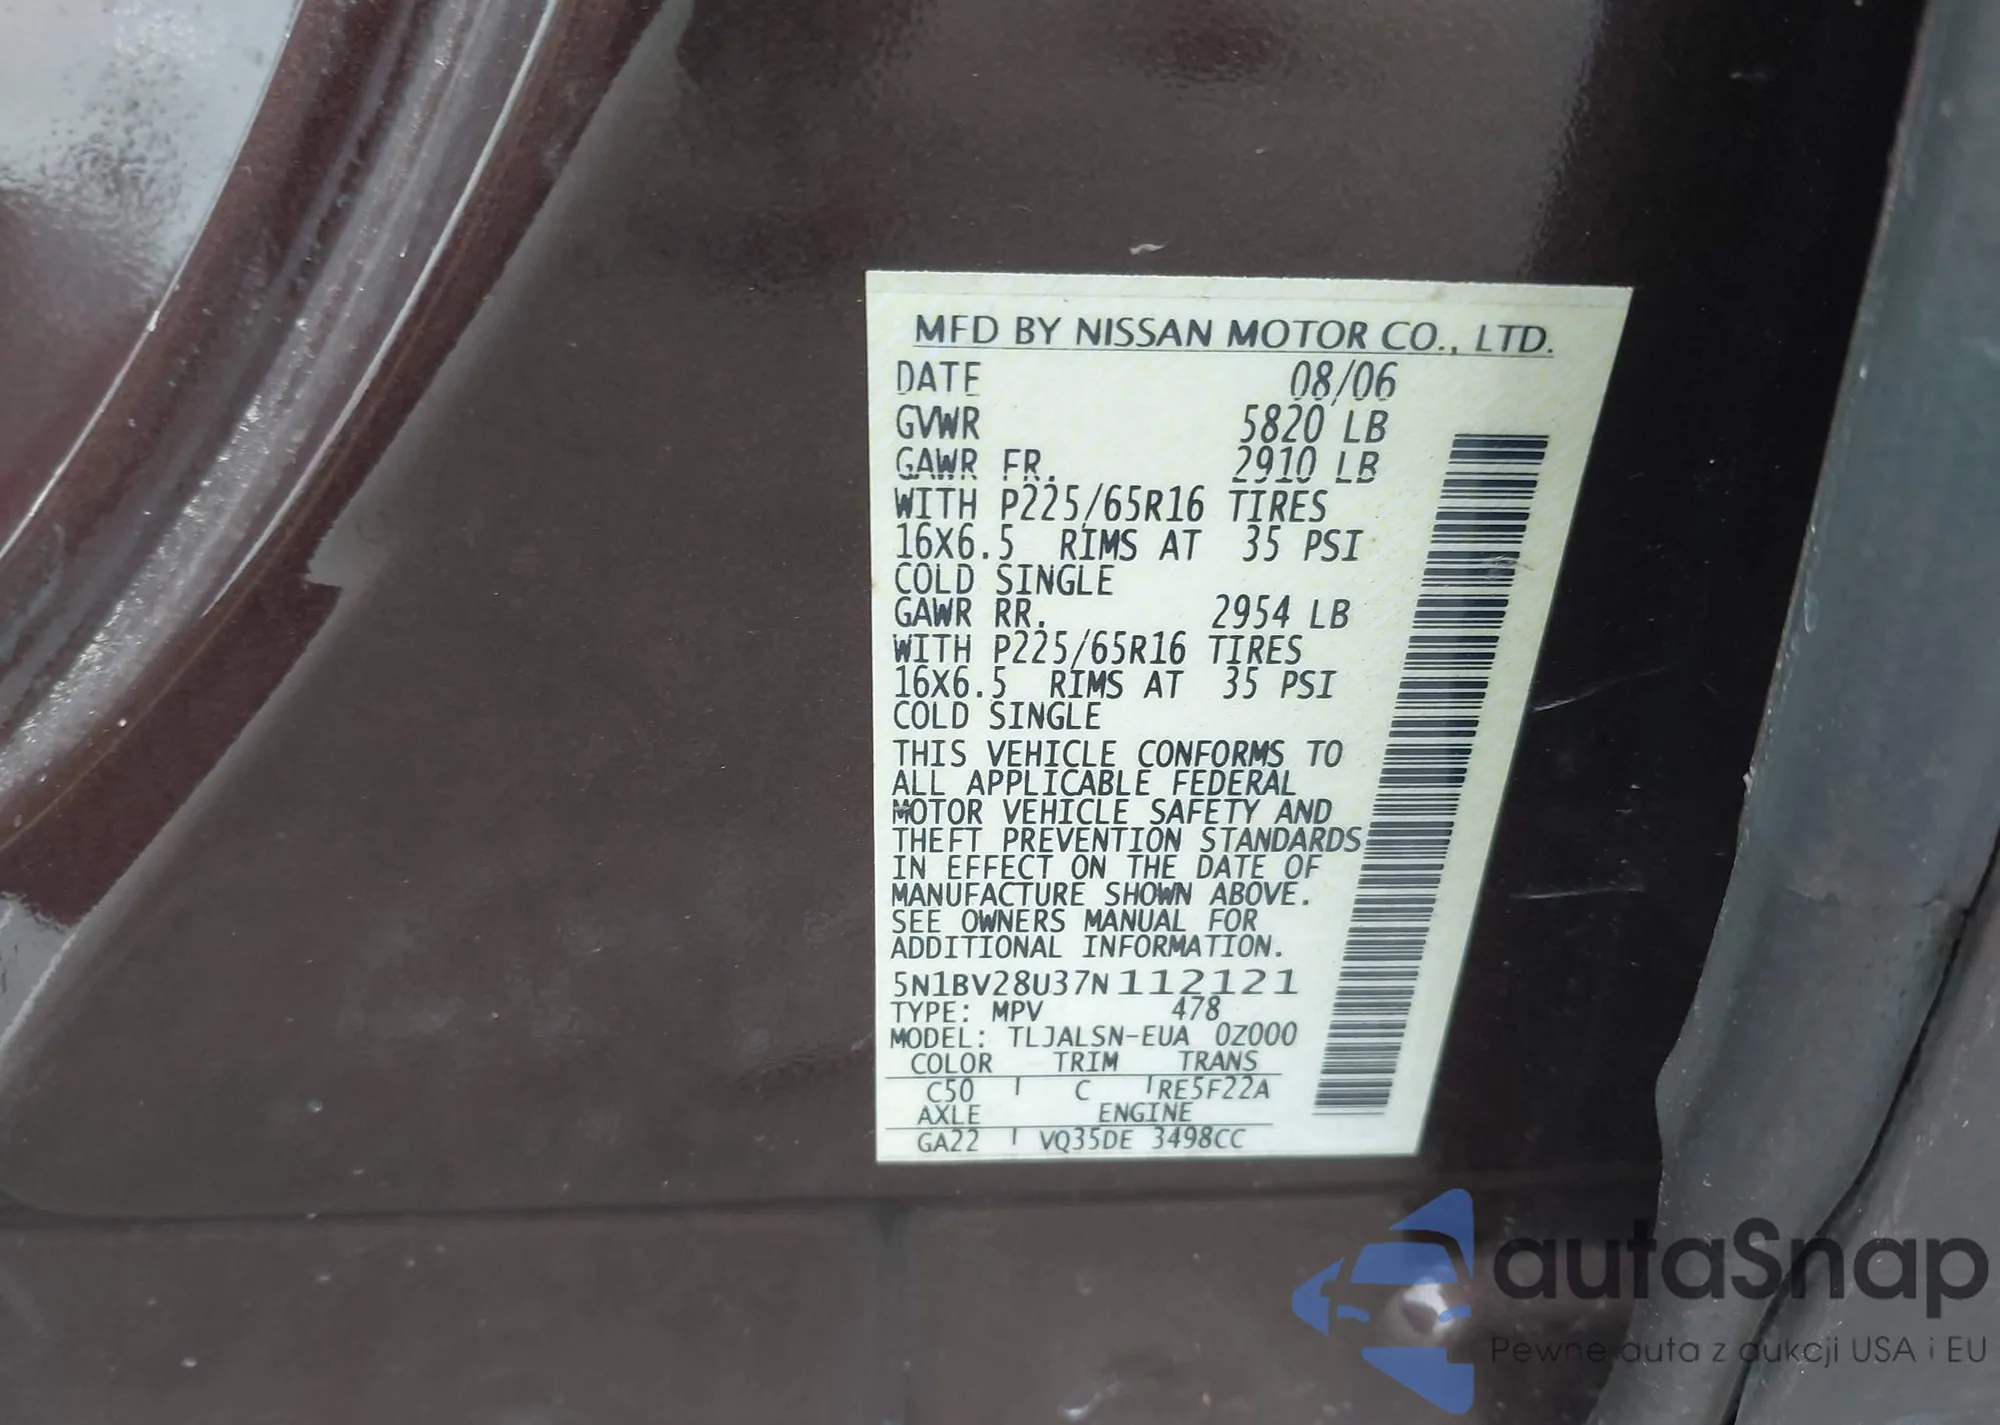 MFD BY NISSAN MOTOR CO., LTD.
DATE 08/06
GVWR 5820 LB
GAWR FR. 2910 LB
WITH P225/65R16 TIRES
16X6.5 RIMS AT 35 PSI
COLD SINGLE
GAWR RR. 2954 LB
WITH P225/65R16 TIRES
16X6.5 RIMS AT 35 PSI
COLD SINGLE
THIS VEHICLE CONFORMS TO
ALL APPLICABLE FEDERAL
MOTOR VEHICLE SAFETY AND
THEFT PREVENTION STANDARDS
IN EFFECT ON THE DATE OF
MANUFACTURE SHOWN ABOVE.
SEE OWNERS MANUAL FOR
ADDITIONAL INFORMATION.
5N1BV28U37N112121
TYPE: MPV 478
MODEL: TLJALSN-EUA 0Z000
COLOR TRIM TRANS
C50 C RE5F22A
AXLE ENGINE
GA22 VQ35DE 3498CC
autaSnap
Pewne auta z aukcji USA i EU